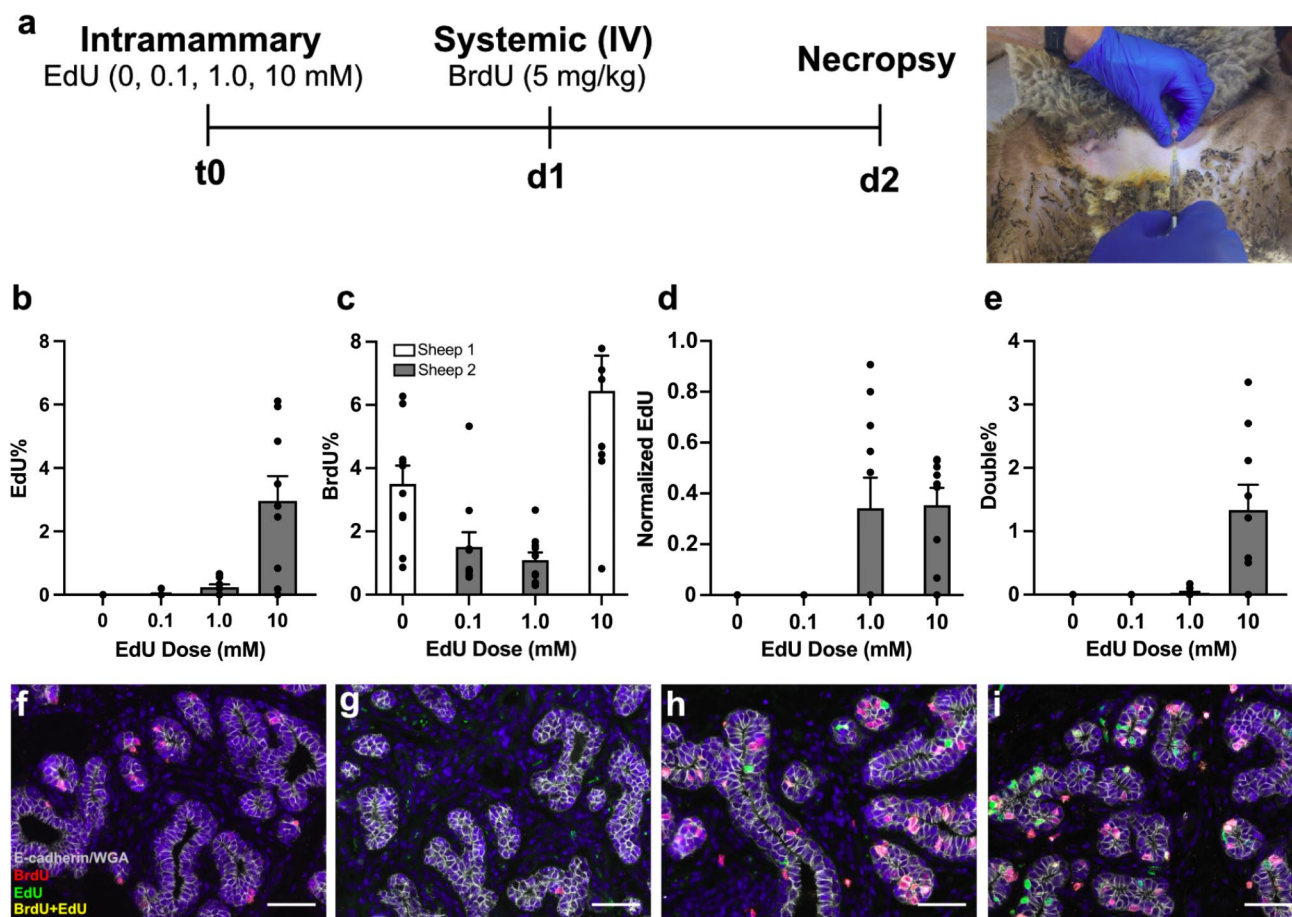 a
Intramammary
EdU (0, 0.1, 1.0, 10 mM)
Systemic (IV)
BrdU (5 mg/kg)
Necropsy
t0
d1
d2
b
EdU%
8
6
4
2
0
0 0.1 1.0 10
EdU Dose (mM)
c
BrdU%
8
6
4
2
0
Sheep 1
Sheep 2
0 0.1 1.0 10
EdU Dose (mM)
d
Normalized EdU
1.0
0.8
0.6
0.4
0.2
0
0 0.1 1.0 10
EdU Dose (mM)
e
Double%
4
3
2
1
0
0 0.1 1.0 10
EdU Dose (mM)
f
E-cadherin/WGA
BrdU
EdU
BrdU+EdU
g
h
i